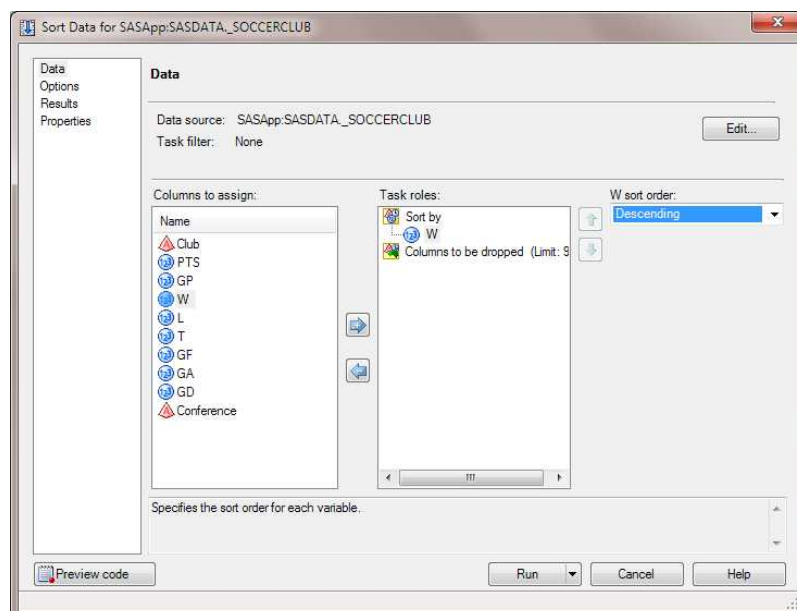 Sort Data for SASApp:SASDATA._SOCCERCLUB
Data
Options
Results
Properties
Data
Data source: SASApp:SASDATA._SOCCERCLUB
Task filter: None
Edit...
Columns to assign:
Name
Club
PTS
GP
W
L
T
GF
GA
GD
Conference
Task roles:
Sort by
W
Columns to be dropped (Limit: 9
W sort order:
Descending
Specifies the sort order for each variable.
Preview code
Run
Cancel
Help